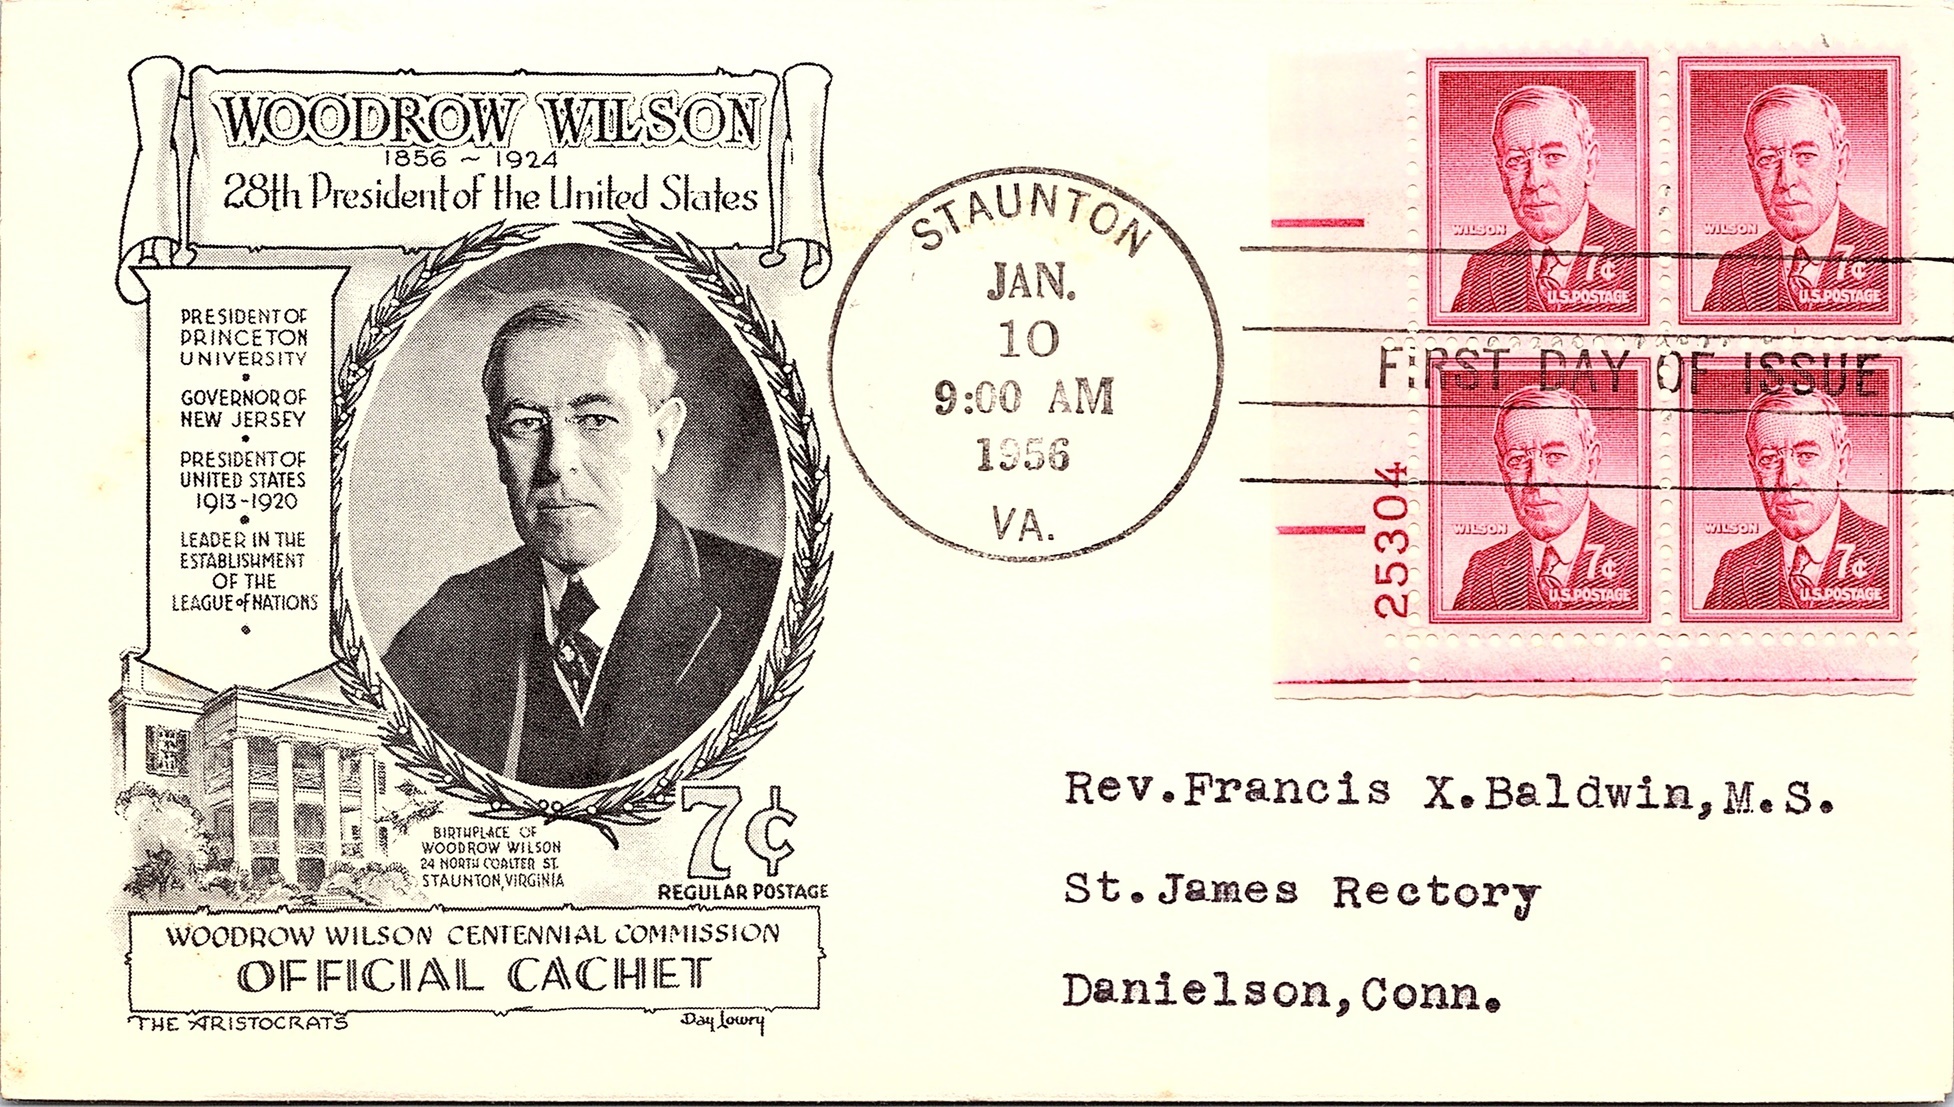 WOODROW WILSON
1856 ~ 1924
28th President of the United States
PRESIDENT OF
PRINCETON
UNIVERSITY
GOVERNOR OF
NEW JERSEY
PRESIDENT OF
UNITED STATES
1913-1920
LEADER IN THE
ESTABLISHMENT
OF THE
LEAGUE of NATIONS
BIRTHPLACE OF
WOODROW WILSON
24 NORTH COALTER ST.
STAUNTON, VIRGINIA
7¢
REGULAR POSTAGE
WOODROW WILSON CENTENNIAL COMMISSION
OFFICIAL CACHET
THE ARISTOCRATS
Day Lowry
STAUNTON
JAN.
10
9:00 AM
1956
VA.
WILSON
7¢
U.S.POSTAGE
WILSON
7¢
U.S.POSTAGE
FIRST DAY OF ISSUE
WILSON
7¢
U.S.POSTAGE
WILSON
7¢
U.S.POSTAGE
25304
Rev.Francis X.Baldwin,M.S.
St.James Rectory
Danielson,Conn.